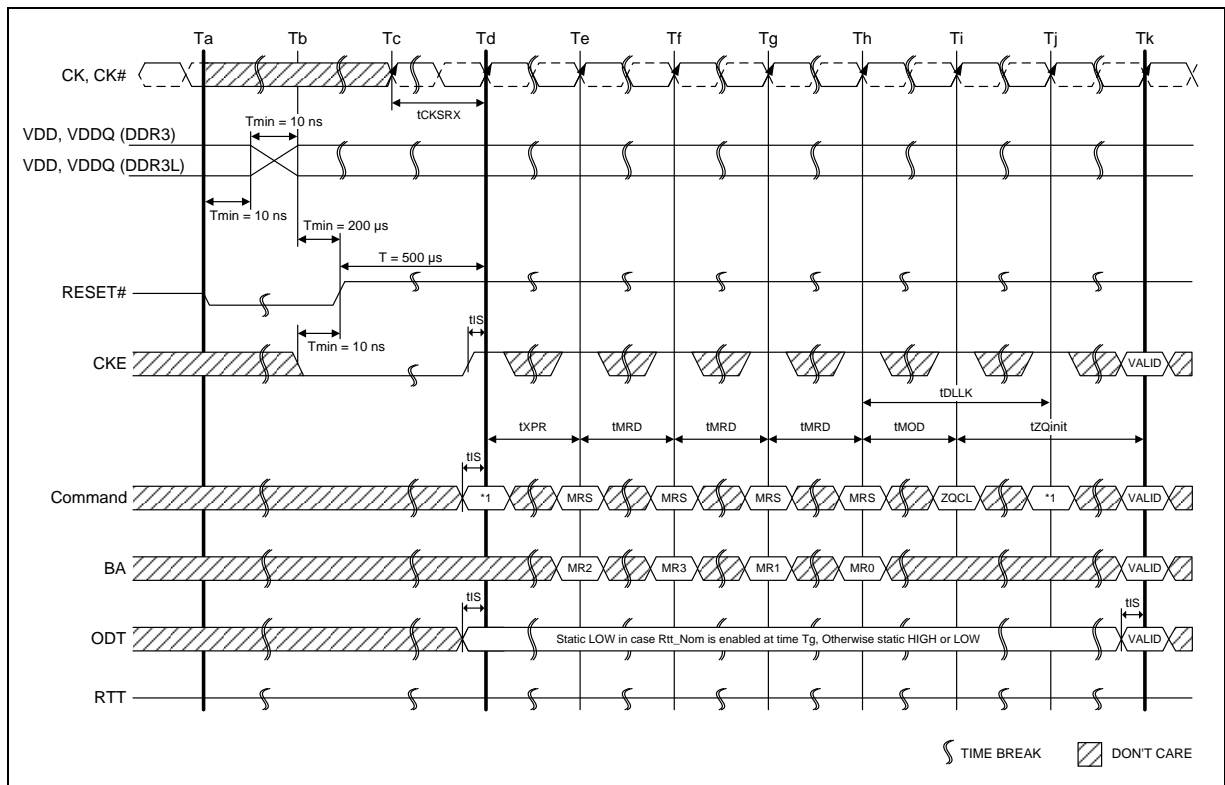 Ta Tb Tc Td Te Tf Tg Th Ti Tj Tk
CK, CK#
tCKSRX
Tmin = 10 ns
VDD, VDDQ (DDR3)
VDD, VDDQ (DDR3L)
Tmin = 10 ns
Tmin = 200 µs
T = 500 µs
RESET#
tIS
Tmin = 10 ns
CKE
VALID
tDLLK
tXPR tMRD tMRD tMRD tMOD tZQinit
tIS
Command *1 MRS MRS MRS MRS ZQCL *1 VALID
BA MR2 MR3 MR1 MR0 VALID
tIS tIS
ODT Static LOW in case Rtt_Nom is enabled at time Tg, Otherwise static HIGH or LOW VALID
RTT
TIME BREAK DON'T CARE